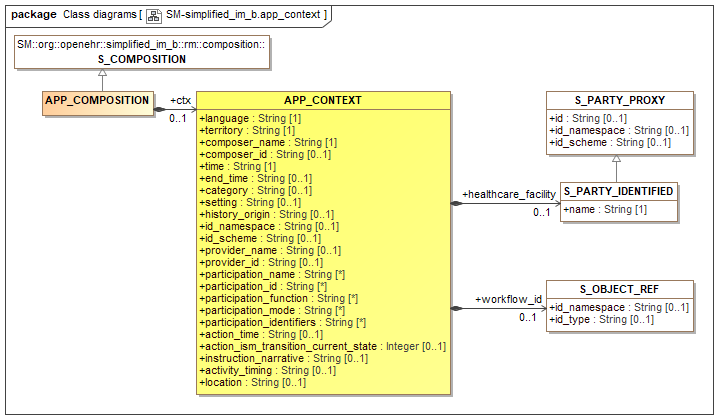 package Class diagrams [ SM-simplified_im_b.app_context ]
SM::org::openehr::simplified_im_b::rm::composition::
S_COMPOSITION
APP_COMPOSITION
+ctx
0..1
APP_CONTEXT
+language : String [1]
+territory : String [1]
+composer_name : String [1]
+composer_id : String [0..1]
+time : String [1]
+end_time : String [0..1]
+category : String [0..1]
+setting : String [0..1]
+history_origin : String [0..1]
+id_namespace : String [0..1]
+id_scheme : String [0..1]
+provider_name : String [0..1]
+provider_id : String [0..1]
+participation_name : String [*]
+participation_id : String [*]
+participation_function : String [*]
+participation_mode : String [*]
+participation_identifiers : String [*]
+action_time : String [0..1]
+action_ism_transition_current_state : Integer [0..1]
+instruction_narrative : String [0..1]
+activity_timing : String [0..1]
+location : String [0..1]
S_PARTY_PROXY
+id : String [0..1]
+id_namespace : String [0..1]
+id_scheme : String [0..1]
+healthcare_facility
0..1
S_PARTY_IDENTIFIED
+name : String [1]
+workflow_id
0..1
S_OBJECT_REF
+id_namespace : String [0..1]
+id_type : String [0..1]